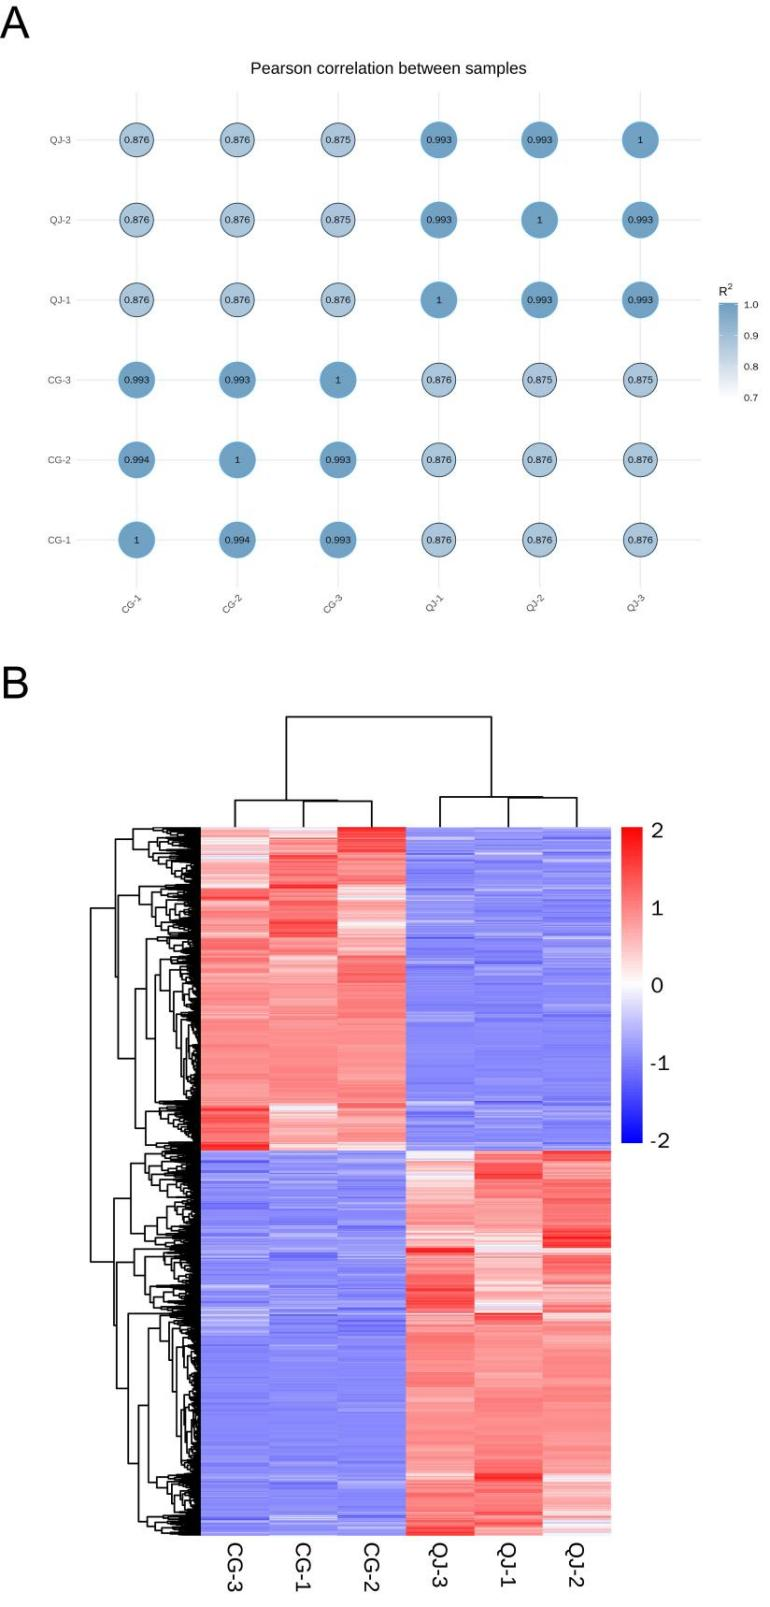 A
Pearson correlation between samples
QJ-3 0.876 0.876 0.875 0.993 0.993 1
QJ-2 0.876 0.876 0.875 0.993 1 0.993
QJ-1 0.876 0.876 0.876 1 0.993 0.993
CG-3 0.993 0.993 1 0.876 0.875 0.875
CG-2 0.994 1 0.993 0.876 0.876 0.876
CG-1 1 0.994 0.993 0.876 0.876 0.876
CG-1 CG-2 CG-3 QJ-1 QJ-2 QJ-3
R²
1.0
0.9
0.8
0.7
B
2
1
0
-1
-2
CG-3 CG-1 CG-2 QJ-3 QJ-1 QJ-2